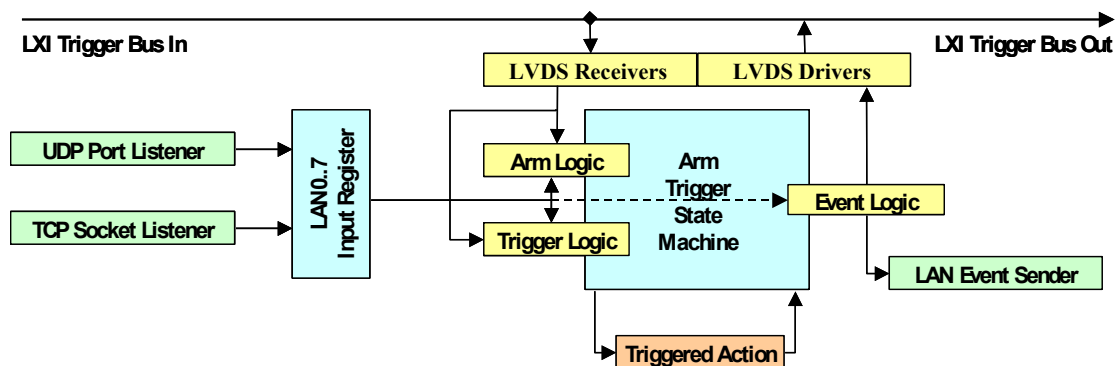 LXI Trigger Bus In
LXI Trigger Bus Out
LVDS Receivers
LVDS Drivers
UDP Port Listener
TCP Socket Listener
LAN0..7
Input Register
Arm Logic
Trigger Logic
Arm
Trigger
State
Machine
Event Logic
LAN Event Sender
Triggered Action